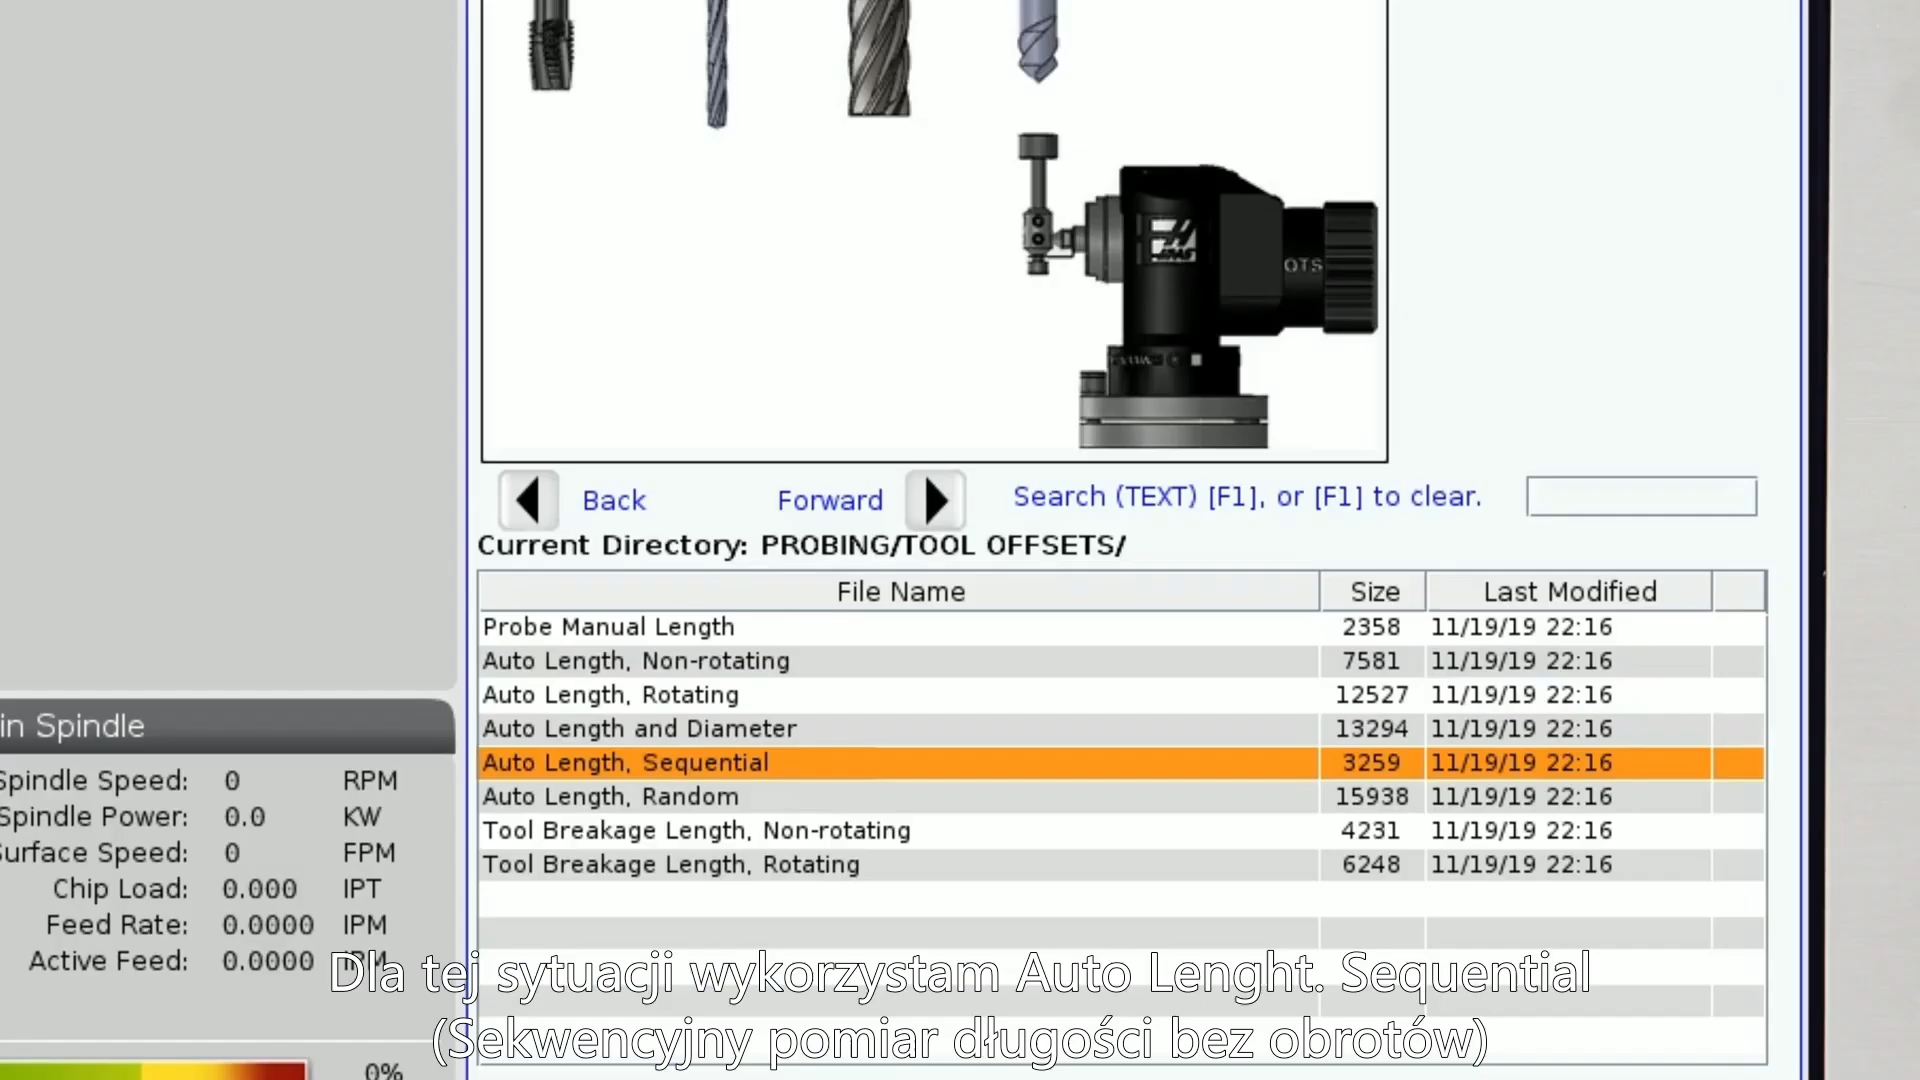 OTS
Back
Forward
Search (TEXT) [F1], or [F1] to clear.
Current Directory: PROBING/TOOL OFFSETS/
File Name Size Last Modified
Probe Manual Length 2358 11/19/19 22:16
Auto Length, Non-rotating 7581 11/19/19 22:16
Auto Length, Rotating 12527 11/19/19 22:16
Auto Length and Diameter 13294 11/19/19 22:16
Auto Length, Sequential 3259 11/19/19 22:16
Auto Length, Random 15938 11/19/19 22:16
Tool Breakage Length, Non-rotating 4231 11/19/19 22:16
Tool Breakage Length, Rotating 6248 11/19/19 22:16
in Spindle
Spindle Speed: 0 RPM
Spindle Power: 0.0 KW
Surface Speed: 0 FPM
Chip Load: 0.000 IPT
Feed Rate: 0.0000 IPM
Active Feed: 0.0000 IPM
0%
Dla tej sytuacji wykorzystam Auto Lenght. Sequential
(Sekwencyjny pomiar długości bez obrotów)